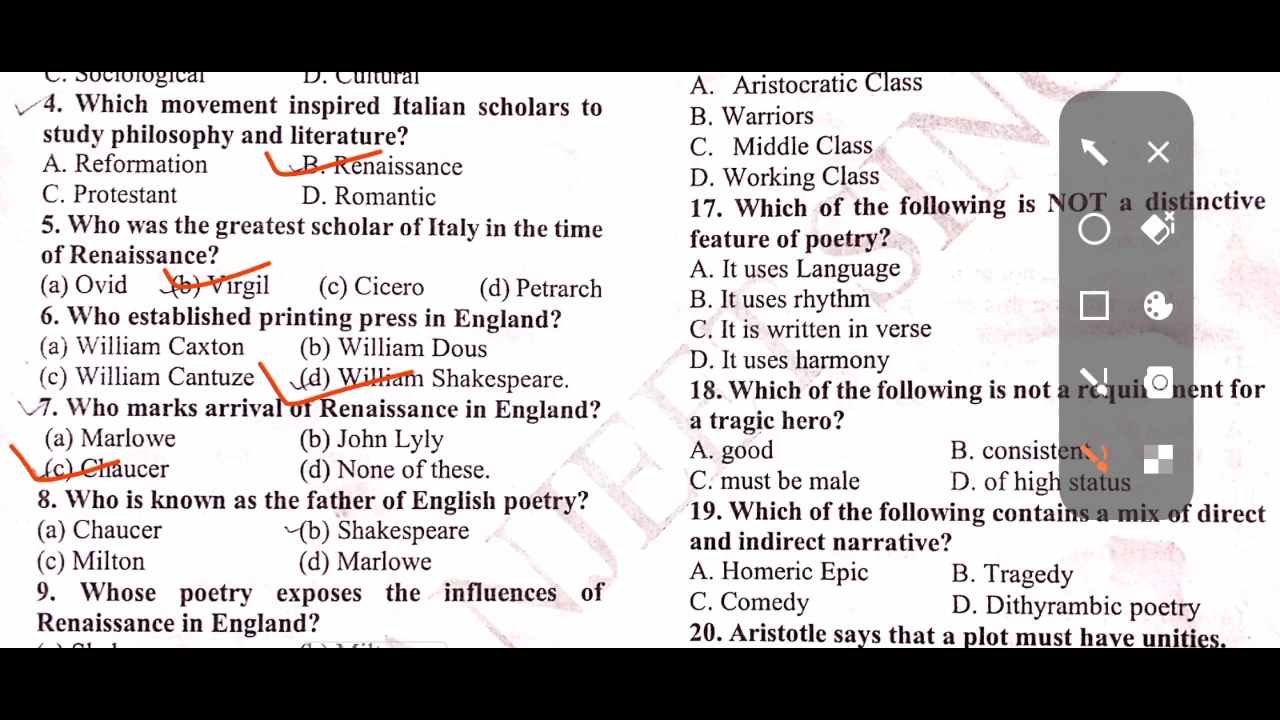 C. Sociological D. Cultural
4. Which movement inspired Italian scholars to
study philosophy and literature?
A. Reformation B. Renaissance
C. Protestant D. Romantic
5. Who was the greatest scholar of Italy in the time
of Renaissance?
(a) Ovid (b) Virgil (c) Cicero (d) Petrarch
6. Who established printing press in England?
(a) William Caxton (b) William Dous
(c) William Cantuze (d) William Shakespeare.
7. Who marks arrival of Renaissance in England?
(a) Marlowe (b) John Lyly
(c) Chaucer (d) None of these.
8. Who is known as the father of English poetry?
(a) Chaucer (b) Shakespeare
(c) Milton (d) Marlowe
9. Whose poetry exposes the influences of
Renaissance in England?
A. Aristocratic Class
B. Warriors
C. Middle Class
D. Working Class
17. Which of the following is NOT a distinctive
feature of poetry?
A. It uses Language
B. It uses rhythm
C. It is written in verse
D. It uses harmony
18. Which of the following is not a requirement for
a tragic hero?
A. good B. consistent
C. must be male D. of high status
19. Which of the following contains a mix of direct
and indirect narrative?
A. Homeric Epic B. Tragedy
C. Comedy D. Dithyrambic poetry
20. Aristotle says that a plot must have unities.